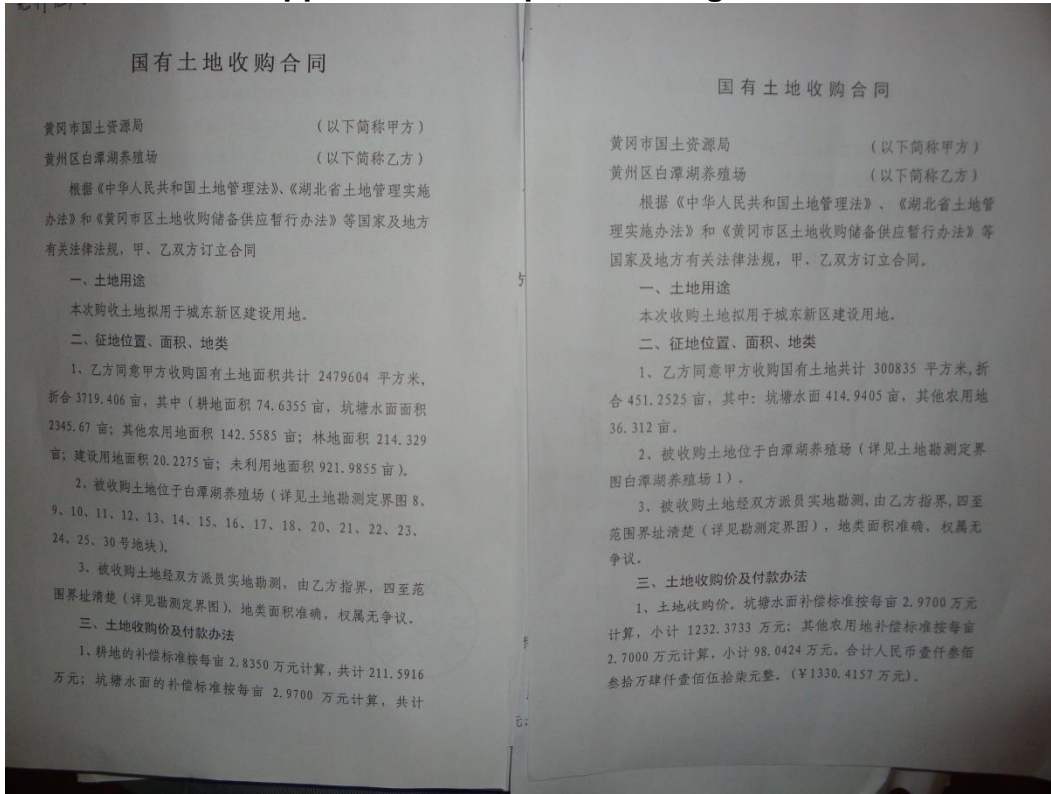 国有土地收购合同
黄冈市国土资源局 （以下简称甲方）
黄州区白潭湖养殖场 （以下简称乙方）
根据《中华人民共和国土地管理法》、《湖北省土地管理实施
办法》和《黄冈市区土地收购储备供应暂行办法》等国家及地方
有关法律法规，甲、乙双方订立合同
一、土地用途
本次购收土地拟用于城东新区建设用地。
二、征地位置、面积、地类
1、乙方同意甲方收购国有土地面积共计 2479604 平方米，
折合 3719.406 亩，其中（耕地面积 74.6355 亩，坑塘水面面积
2345.67 亩；其他农用地面积 142.5585 亩；林地面积 214.329
亩；建设用地面积 20.2275 亩；未利用地面积 921.9855 亩）。
2、被收购土地位于白潭湖养殖场（详见土地勘测定界图 8、
9、10、11、12、13、14、15、16、17、18、20、21、22、23、
24、25、30 号地块）。
3、被收购土地经双方派员实地勘测，由乙方指界，四至范
围界址清楚（详见勘测定界图），地类面积准确，权属无争议。
三、土地收购价及付款办法
1、耕地的补偿标准按每亩 2.8350 万元计算，共计 211.5916
万元；坑塘水面的补偿标准按每亩 2.9700 万元计算，共计
国有土地收购合同
黄冈市国土资源局 （以下简称甲方）
黄州区白潭湖养殖场 （以下简称乙方）
根据《中华人民共和国土地管理法》、《湖北省土地管
理实施办法》和《黄冈市区土地收购储备供应暂行办法》等
国家及地方有关法律法规，甲、乙双方订立合同。
一、土地用途
本次收购土地拟用于城东新区建设用地。
二、征地位置、面积、地类
1、乙方同意甲方收购国有土地共计 300835 平方米，折
合 451.2525 亩，其中：坑塘水面 414.9405 亩，其他农用地
36.312 亩。
2、被收购土地位于白潭湖养殖场（详见土地勘测定界
图白潭湖养殖场 1）。
3、被收购土地经双方派员实地勘测，由乙方指界，四至
范围界址清楚（详见勘测定界图），地类面积准确，权属无
争议。
三、土地收购价及付款办法
1、土地收购价。坑塘水面补偿标准按每亩 2.9700 万元
计算，小计 1232.3733 万元；其他农用地补偿标准按每亩
2.7000 万元计算，小计 98.0424 万元。合计人民币壹仟叁佰
叁拾万肆仟壹佰伍拾柒元整。（￥1330.4157 万元）。